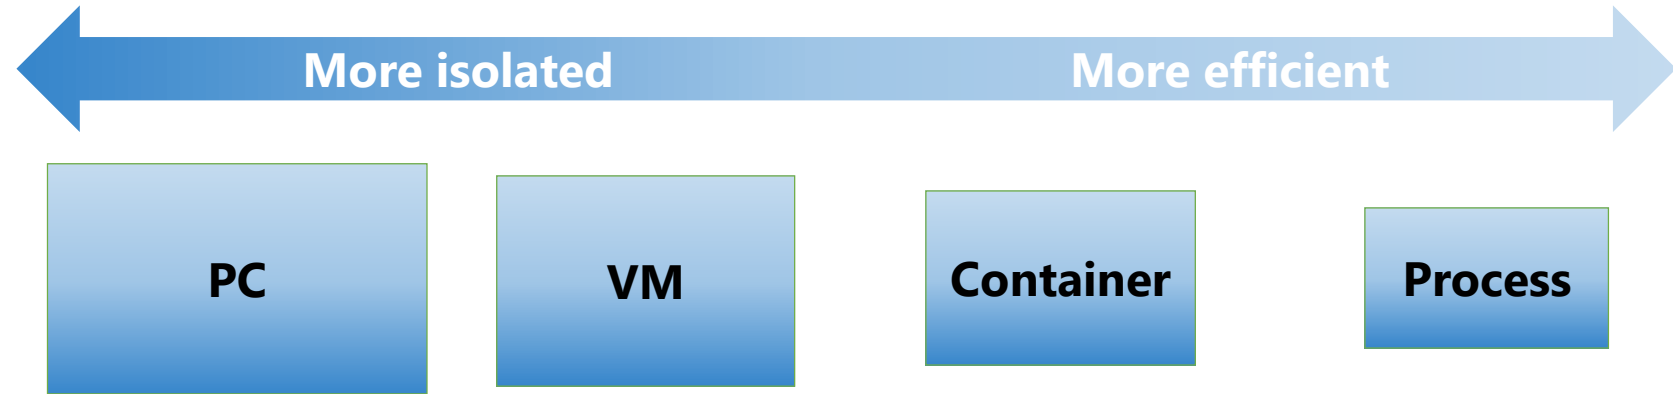 More isolated More efficient
PC VM Container Process